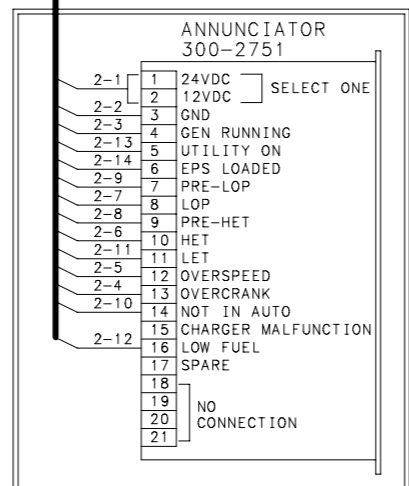 ANNUNCIATOR
300-2751
2-1 1 24VDC SELECT ONE
2 12VDC
2-2 3 GND
2-3 4 GEN RUNNING
2-13 5 UTILITY ON
2-14 6 EPS LOADED
2-9 7 PRE-LOP
2-7 8 LOP
2-8 9 PRE-HET
2-6 10 HET
2-11 11 LET
2-5 12 OVERSPEED
2-4 13 OVERCRANK
2-10 14 NOT IN AUTO
15 CHARGER MALFUNCTION
2-12 16 LOW FUEL
17 SPARE
18
19 NO
20 CONNECTION
21